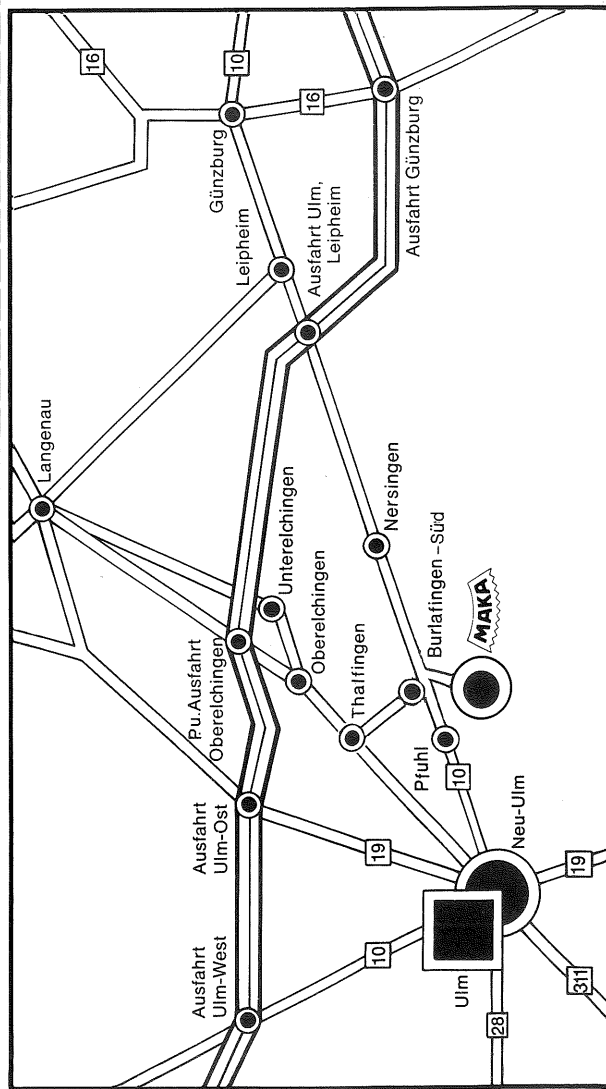 16
10
16
Günzburg
Leipheim
Ausfahrt Ulm,
Leipheim
Ausfahrt Günzburg
Langenau
Unterelchingen
Oberelchingen
Nersingen
Burlafingen –Süd
MAKA
P.u.Ausfahrt
Oberelchingen
Thalfingen
Pfuhl
10
Ausfahrt
Ulm-Ost
19
Neu-Ulm
19
Ausfahrt
Ulm-West
10
Ulm
28
311